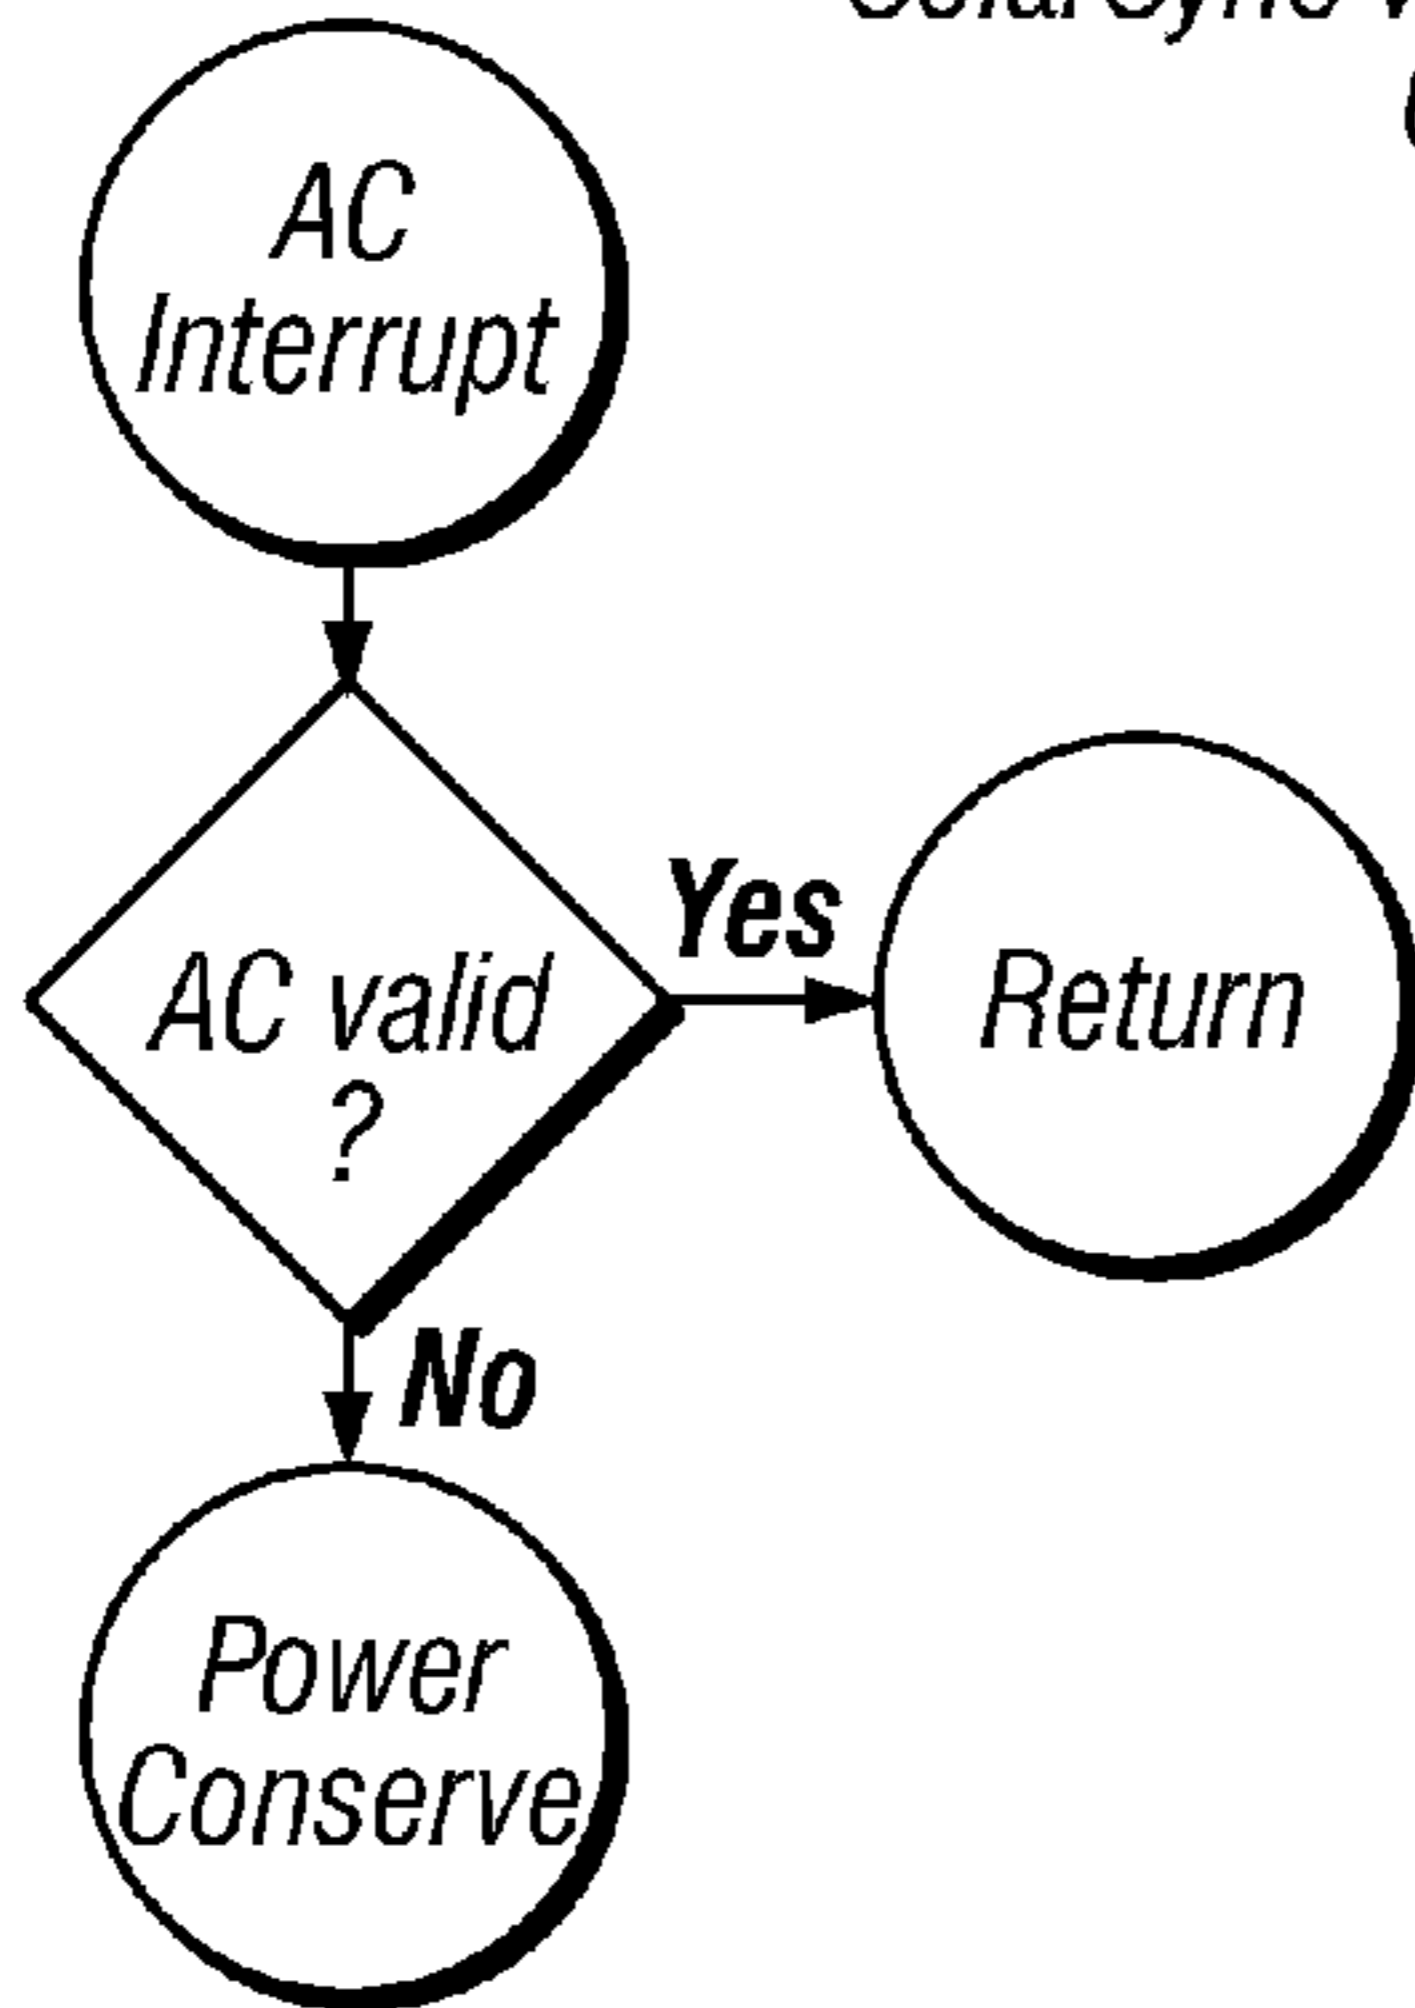 AC
Interrupt
AC valid
?
Yes
Return
No
Power
Conserve